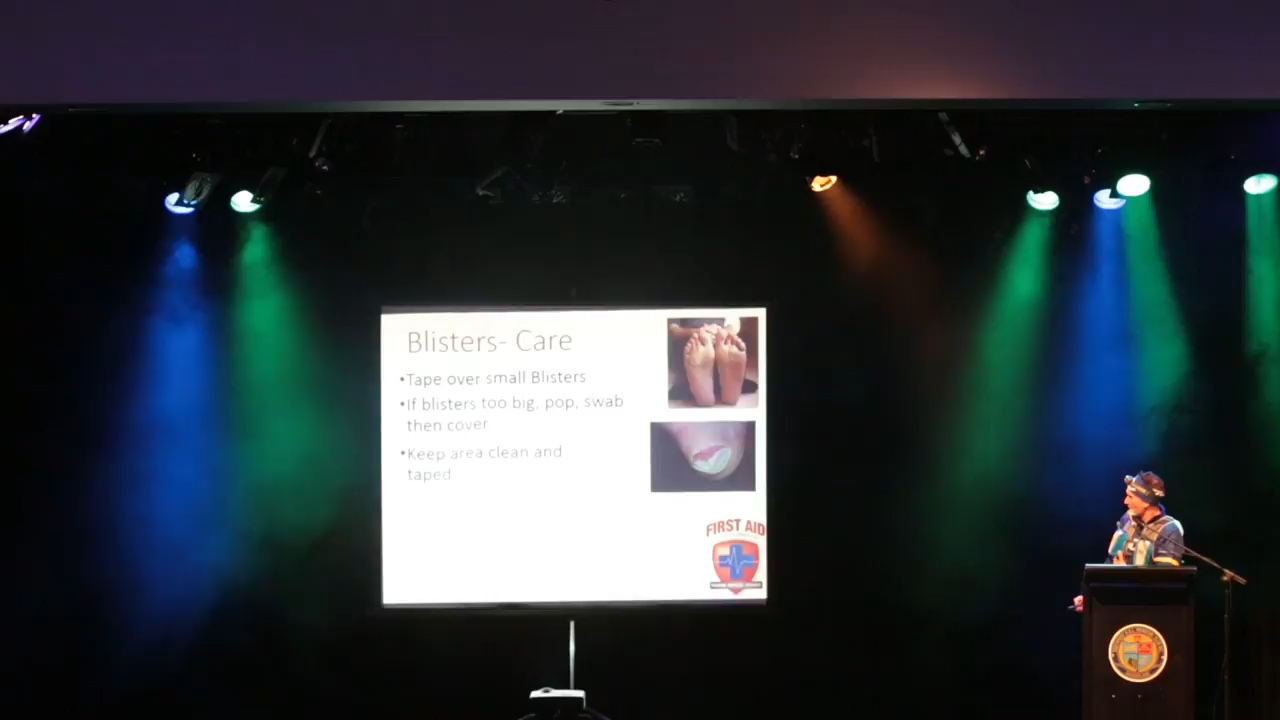 Blisters- Care
•Tape over small Blisters
•If blisters too big, pop, swab
then cover
•Keep area clean and
taped
FIRST AID